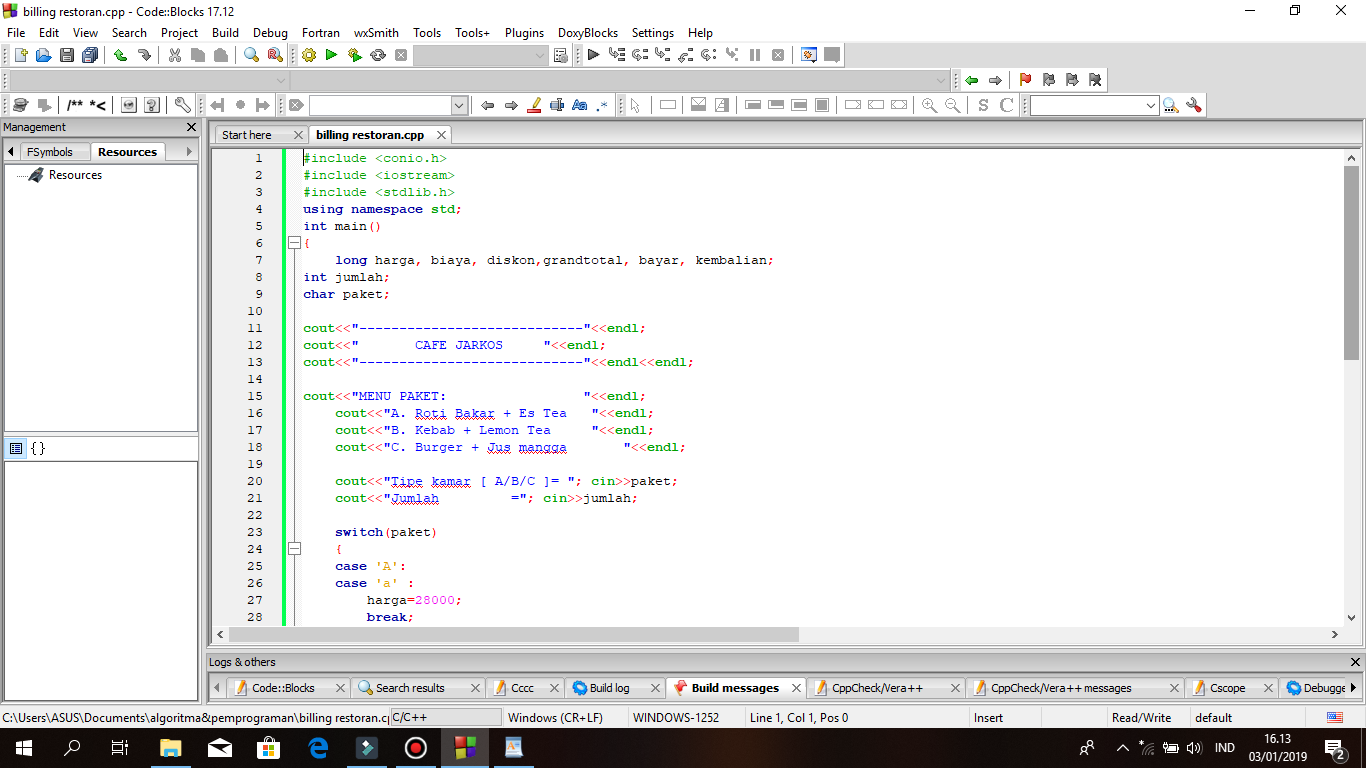 billing restoran.cpp - Code::Blocks 17.12
File Edit View Search Project Build Debug Fortran wxSmith Tools Tools+ Plugins DoxyBlocks Settings Help
/** *<
Aa .*
S C
Management
FSymbols Resources
Resources
{}
Start here billing restoran.cpp
1 #include <conio.h>
2 #include <iostream>
3 #include <stdlib.h>
4 using namespace std;
5 int main()
6 {
7 long harga, biaya, diskon,grandtotal, bayar, kembalian;
8 int jumlah;
9 char paket;
10
11 cout<<"----------------------------"<<endl;
12 cout<<"       CAFE JARKOS     "<<endl;
13 cout<<"----------------------------"<<endl<<endl;
14
15 cout<<"MENU PAKET:                 "<<endl;
16 cout<<"A. Roti Bakar + Es Tea   "<<endl;
17 cout<<"B. Kebab + Lemon Tea     "<<endl;
18 cout<<"C. Burger + Jus mangga       "<<endl;
19
20 cout<<"Tipe kamar [ A/B/C ]= "; cin>>paket;
21 cout<<"Jumlah         ="; cin>>jumlah;
22
23 switch(paket)
24 {
25 case 'A':
26 case 'a' :
27 harga=28000;
28 break;
Logs & others
Code::Blocks Search results Cccc Build log Build messages CppCheck/Vera++ CppCheck/Vera++ messages Cscope Debugge
C:\Users\ASUS\Documents\algoritma&pemprograman\billing restoran.c C/C++ Windows (CR+LF) WINDOWS-1252 Line 1, Col 1, Pos 0 Insert Read/Write default
IND
16.13
03/01/2019
2